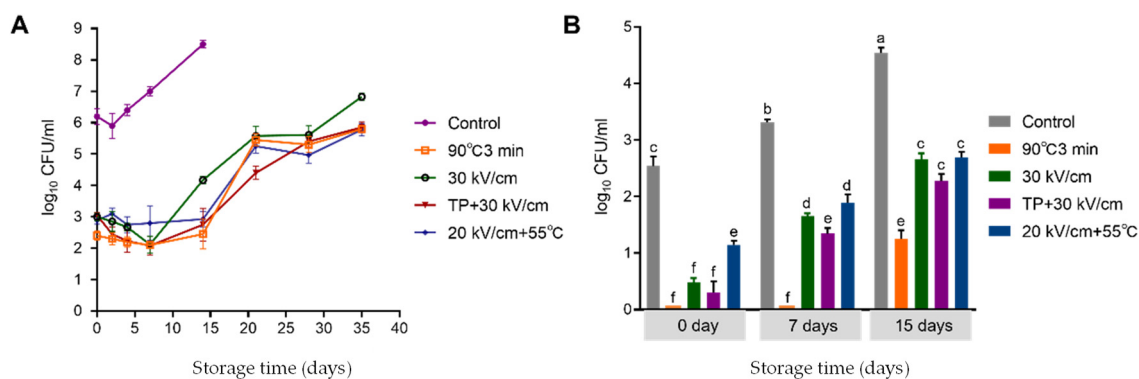 A
9
8
7
6
5
4
3
2
1
0
log10 CFU/ml
0 5 10 15 20 25 30 35 40
Storage time (days)
Control
90°C3 min
30 kV/cm
TP+30 kV/cm
20 kV/cm+55°C
B
5
4
3
2
1
0
log10 CFU/ml
c f f f e
b f d e d
a e c c c
0 day 7 days 15 days
Storage time (days)
Control
90°C3 min
30 kV/cm
TP+30 kV/cm
20 kV/cm+55°C